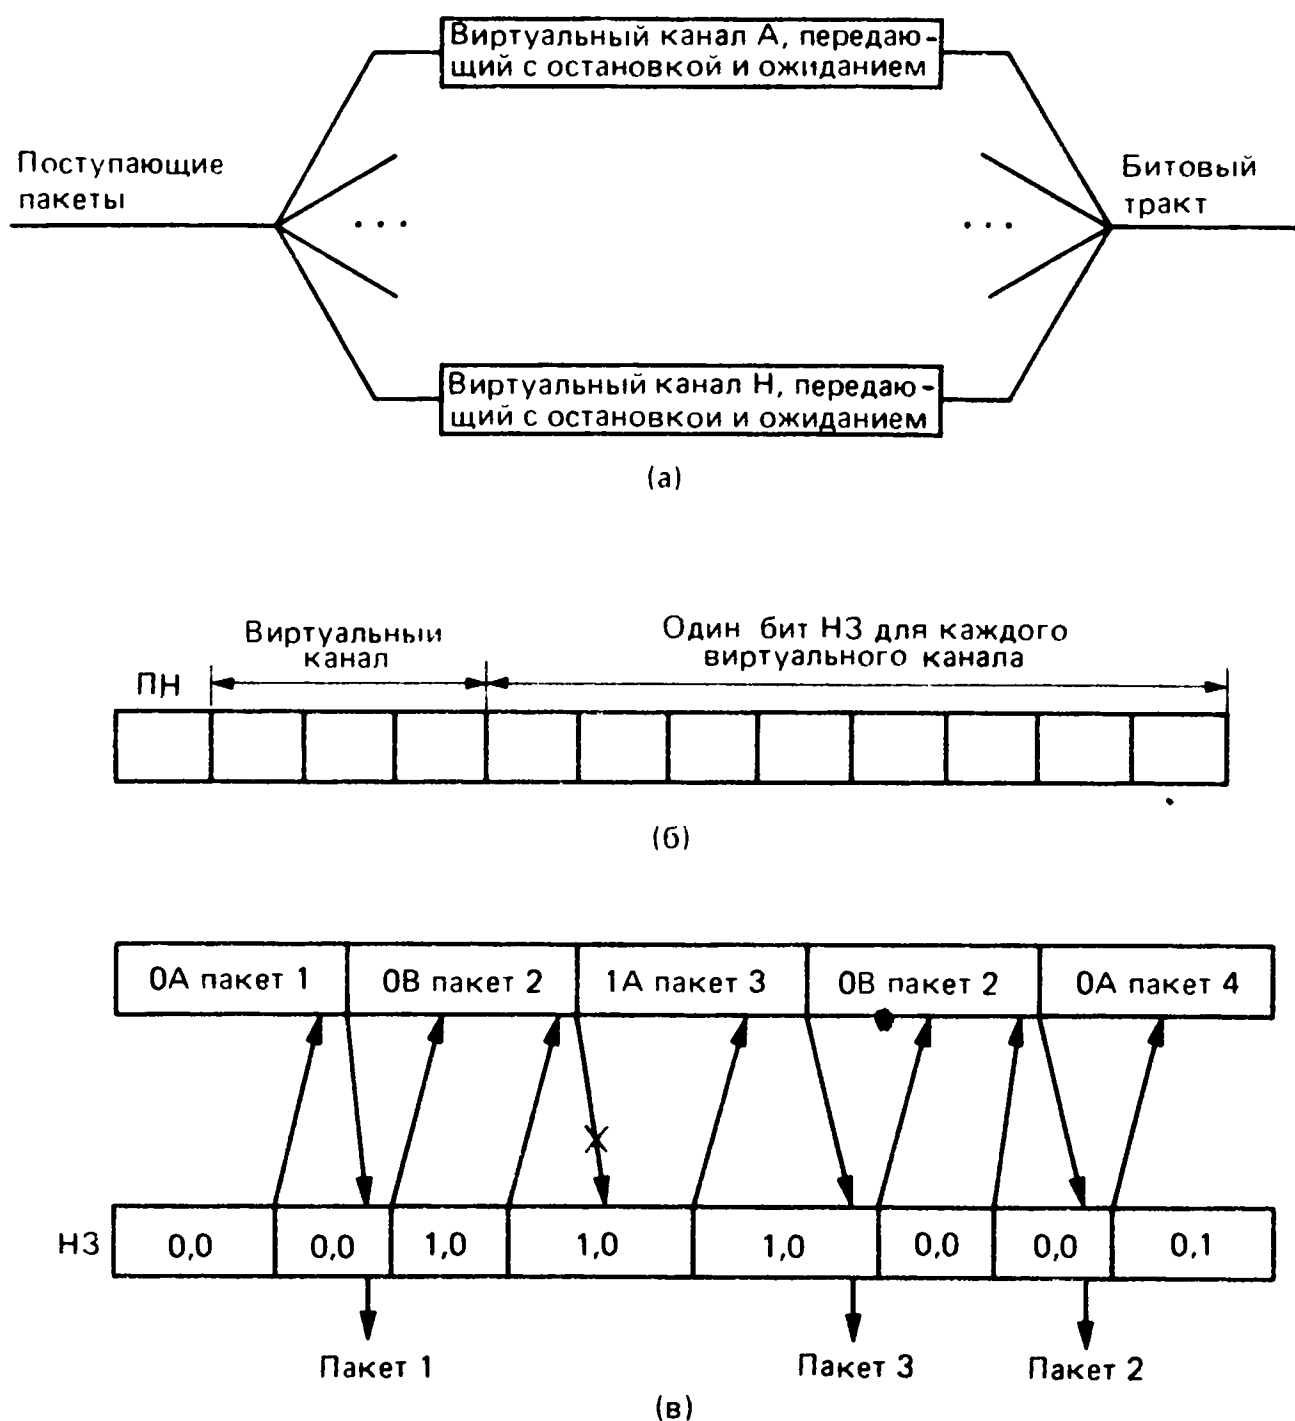 Виртуальный канал А, передаю-
щий с остановкой и ожиданием
Поступающие
пакеты
. . .
. . .
Битовый
тракт
Виртуальный канал Н, передаю-
щий с остановкой и ожиданием
(а)
Виртуальный
канал
Один бит НЗ для каждого
виртуального канала
ПН
(б)
0А пакет 1
0В пакет 2
1А пакет 3
0В пакет 2
0А пакет 4
НЗ
0,0
0,0
1,0
1,0
1,0
0,0
0,0
0,1
Пакет 1
Пакет 3
Пакет 2
(в)